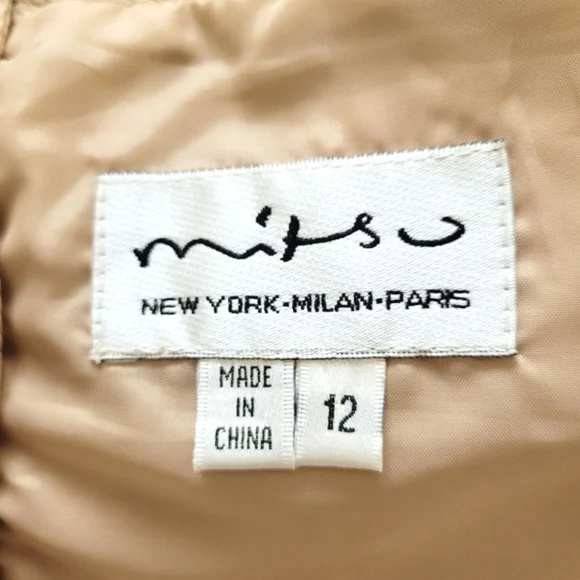 mitsu
NEW YORK-MILAN-PARIS
MADE
IN
CHINA
12